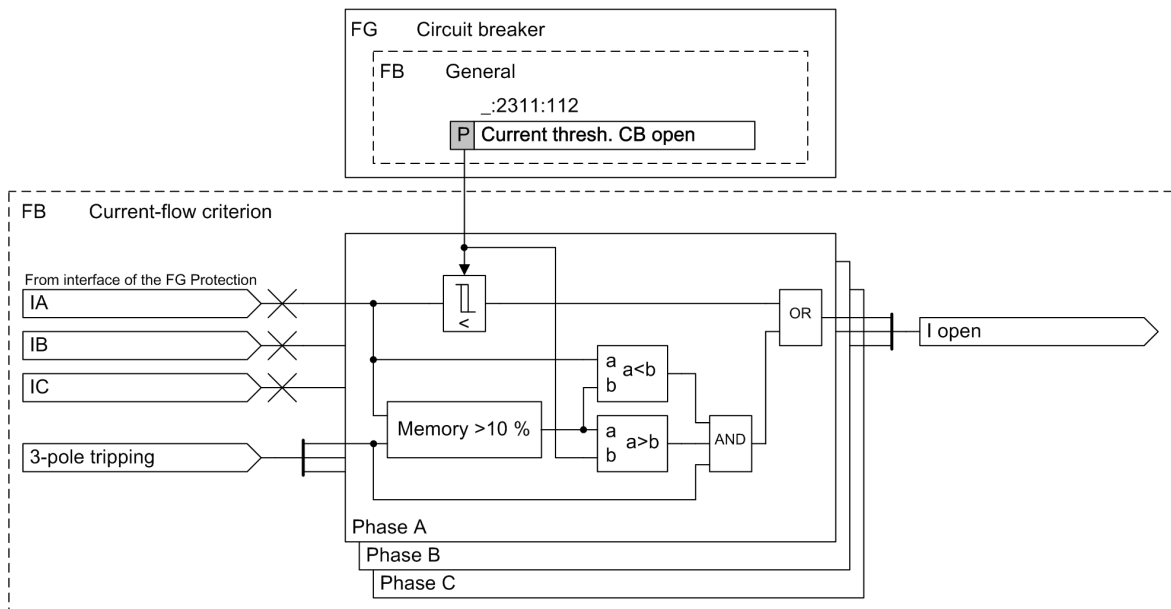 FG Circuit breaker
FB General
_:2311:112
P Current thresh. CB open
FB Current-flow criterion
From interface of the FG Protection
IA
<
OR
IB
I open
a
b
a<b
IC
Memory >10 %
a
b
a>b
AND
3-pole tripping
Phase A
Phase B
Phase C